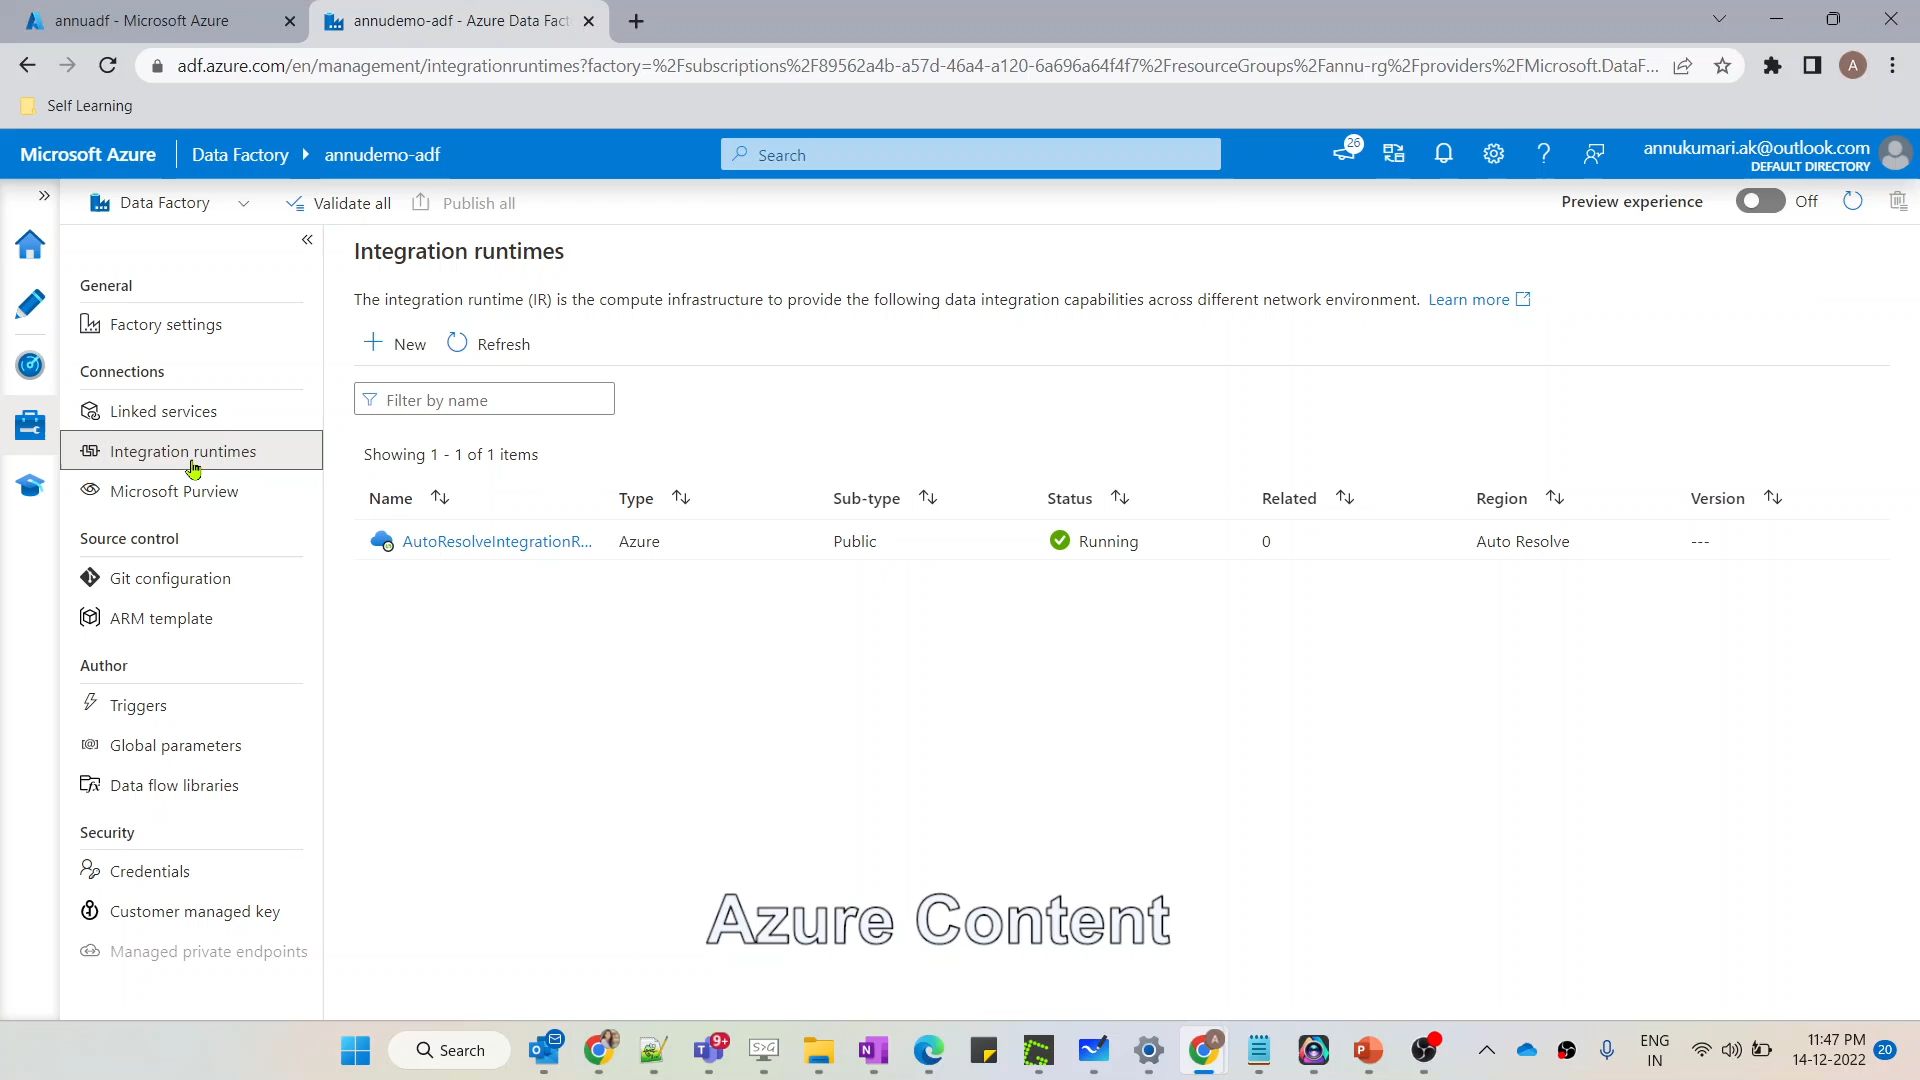 annuadf - Microsoft Azure
annudemo-adf - Azure Data Fact
adf.azure.com/en/management/integrationruntimes?factory=%2Fsubscriptions%2F89562a4b-a57d-46a4-a120-6a696a64f4f7%2FresourceGroups%2Fannu-rg%2Fproviders%2FMicrosoft.DataF...
A
Self Learning
Microsoft Azure
Data Factory
annudemo-adf
Search
26
annukumari.ak@outlook.com
DEFAULT DIRECTORY
Data Factory
Validate all
Publish all
Preview experience
Off
General
Factory settings
Connections
Linked services
Integration runtimes
Microsoft Purview
Source control
Git configuration
ARM template
Author
Triggers
Global parameters
Data flow libraries
Security
Credentials
Customer managed key
Managed private endpoints
Integration runtimes
The integration runtime (IR) is the compute infrastructure to provide the following data integration capabilities across different network environment. Learn more
New
Refresh
Filter by name
Showing 1 - 1 of 1 items
Name Type Sub-type Status Related Region Version
AutoResolveIntegrationR... Azure Public Running 0 Auto Resolve ---
Azure Content
Search
9+
ENG
IN
11:47 PM
14-12-2022
20